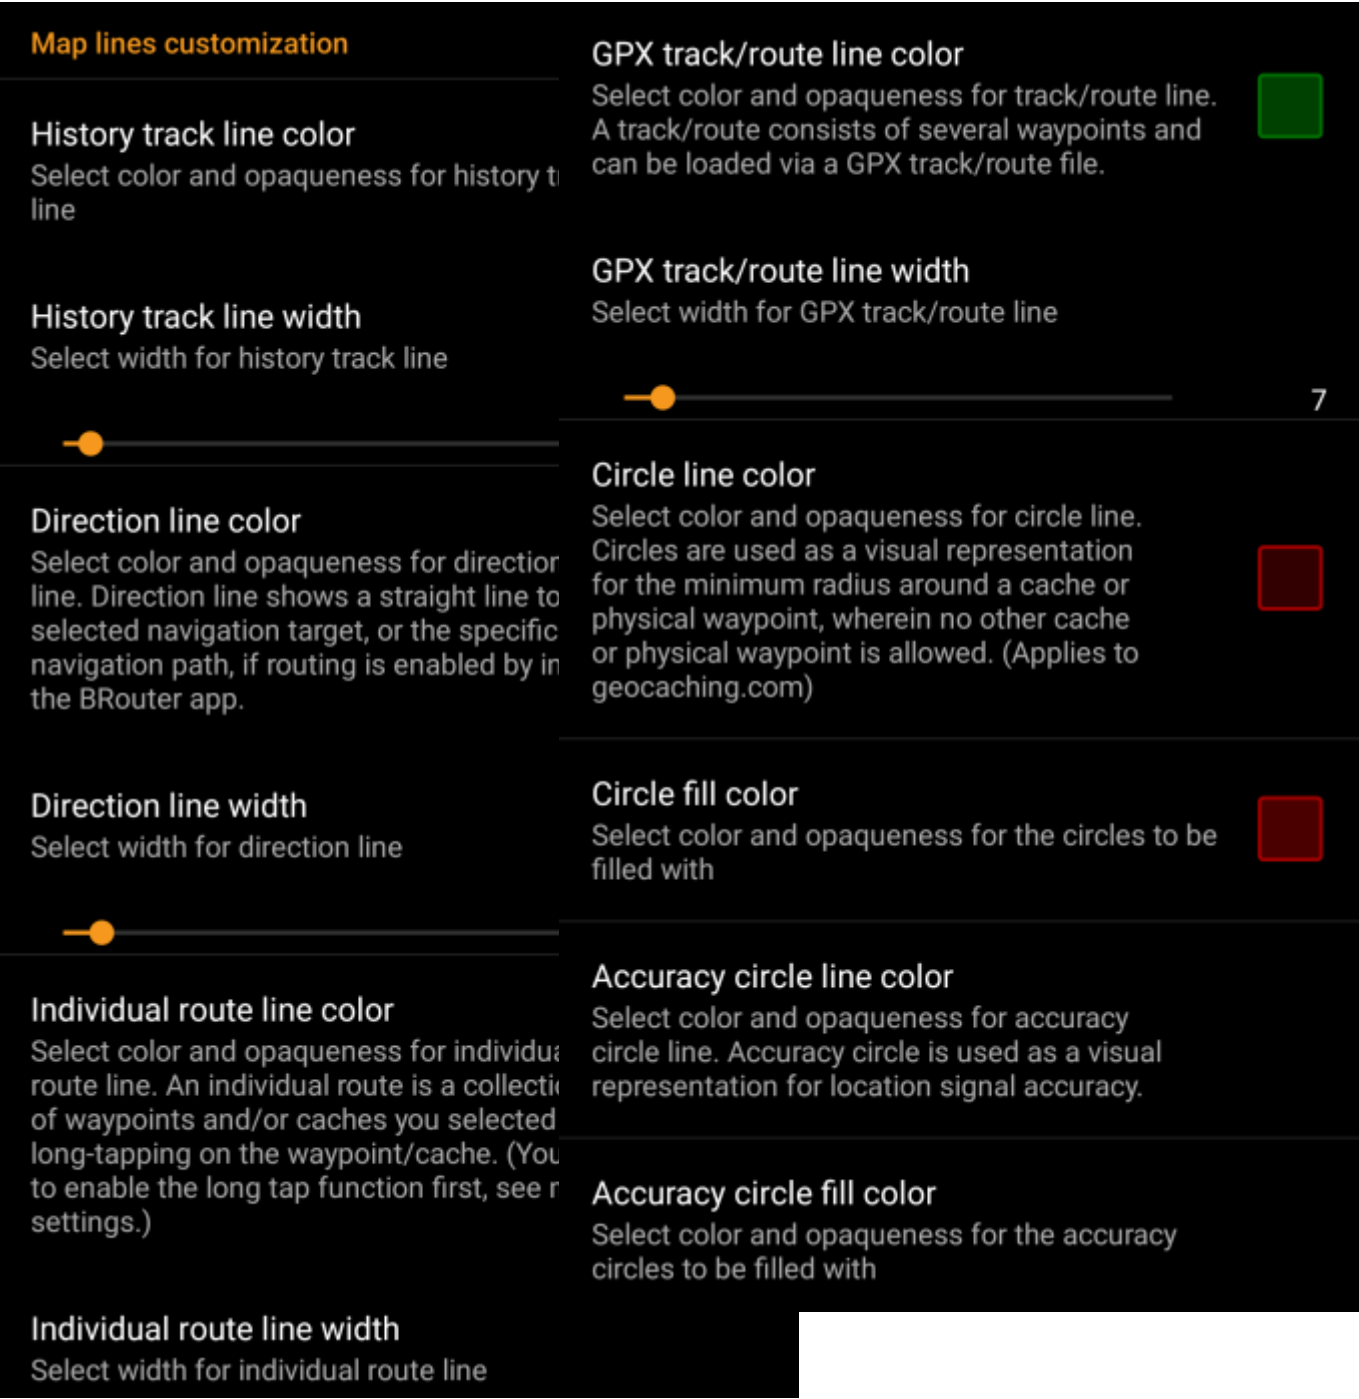 Map lines customization
History track line color
Select color and opaqueness for history
line
History track line width
Select width for history track line
Direction line color
Select color and opaqueness for direction
line. Direction line shows a straight line to
selected navigation target, or the specific
navigation path, if routing is enabled by
the BRouter app.
Direction line width
Select width for direction line
Individual route line color
Select color and opaqueness for
route line. An individual route is a
of waypoints and/or caches you selected
long-tapping on the waypoint/cache. (You
to enable the long tap function first, see
settings.)
Individual route line width
Select width for individual route line
GPX track/route line color
Select color and opaqueness for track/route line.
A track/route consists of several waypoints and
can be loaded via a GPX track/route file.
GPX track/route line width
Select width for GPX track/route line
7
Circle line color
Select color and opaqueness for circle line.
Circles are used as a visual representation
for the minimum radius around a cache or
physical waypoint, wherein no other cache
or physical waypoint is allowed. (Applies to
geocaching.com)
Circle fill color
Select color and opaqueness for the circles to be
filled with
Accuracy circle line color
Select color and opaqueness for accuracy
circle line. Accuracy circle is used as a visual
representation for location signal accuracy.
Accuracy circle fill color
Select color and opaqueness for the accuracy
circles to be filled with